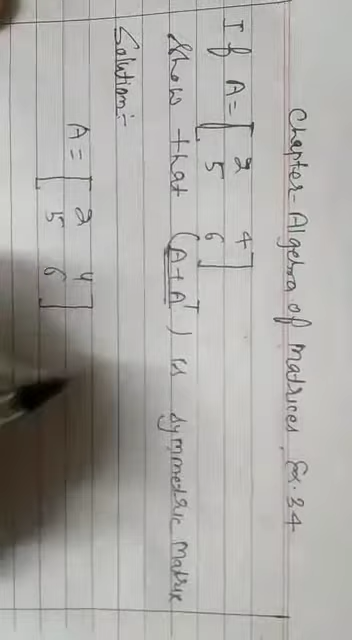 Chapter-Algebra of Matrices Ex. 3.4
If A = [ 2 4
5 6 ]
Show that (A+A^T) is symmetric matrix
Solution:-
A = [ 2 4
5 6 ]